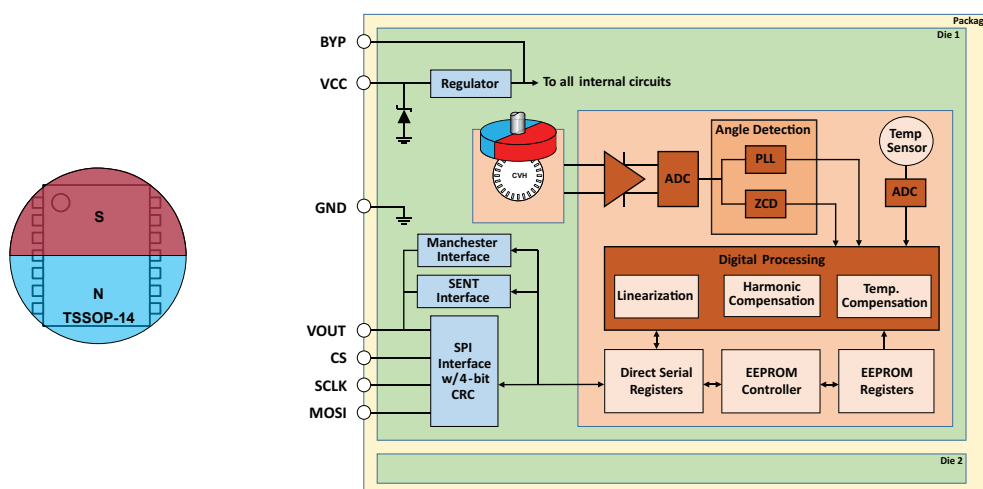 S
N
TSSOP-14
Packag
Die 1
BYP
VCC
GND
VOUT
CS
SCLK
MOSI
Regulator
To all internal circuits
CVH
ADC
Angle Detection
PLL
ZCD
Temp
Sensor
ADC
Manchester
Interface
SENT
Interface
SPI
Interface
w/4-bit
CRC
Digital Processing
Linearization
Harmonic
Compensation
Temp.
Compensation
Direct Serial
Registers
EEPROM
Controller
EEPROM
Registers
Die 2